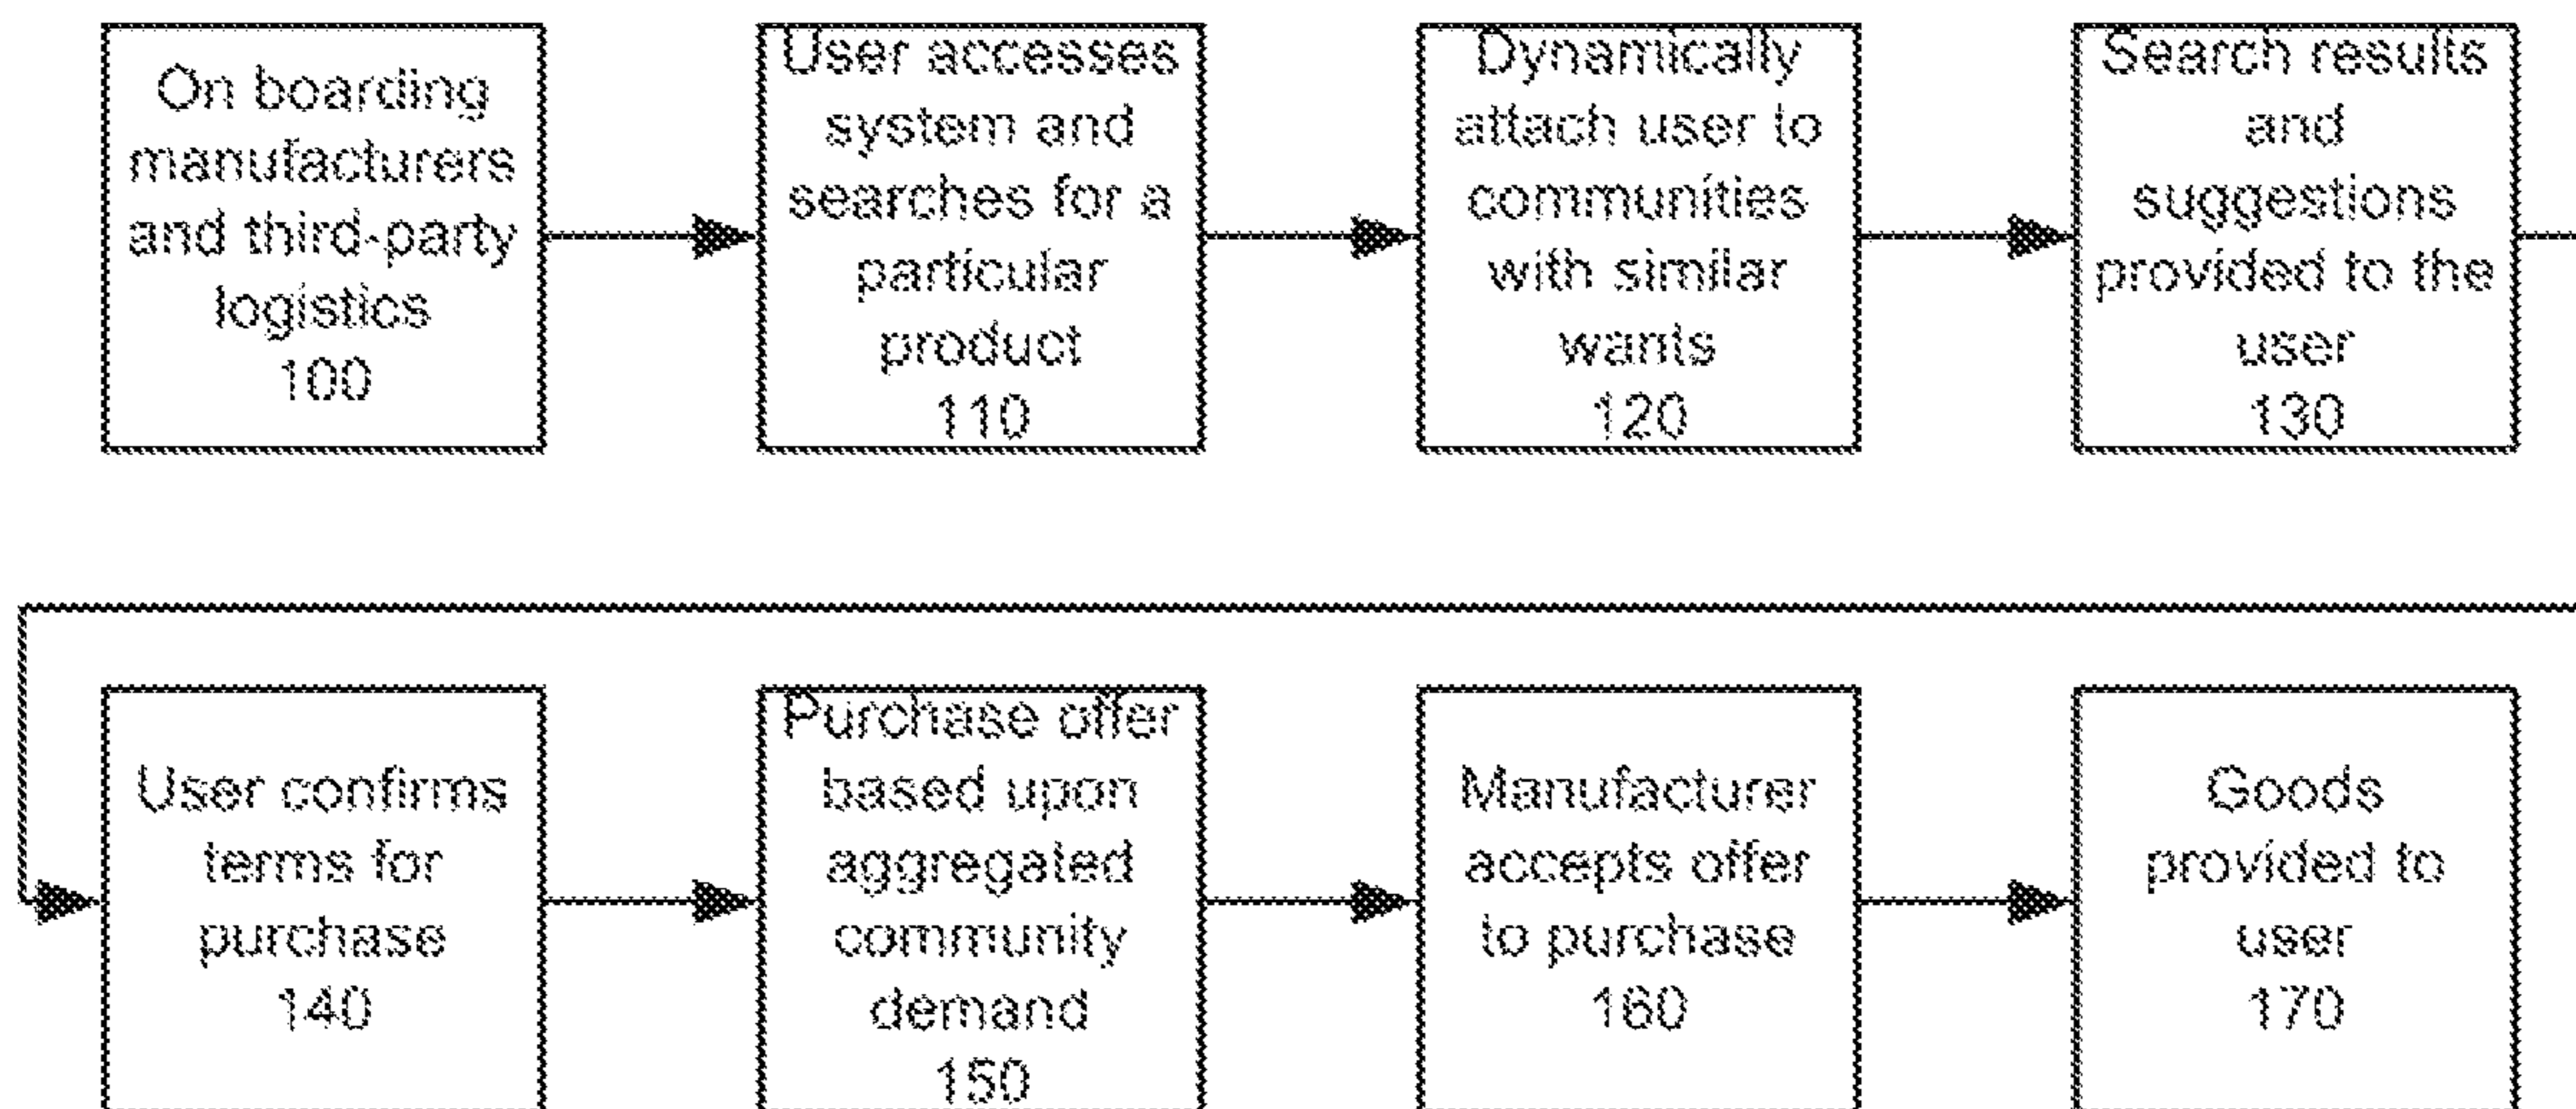 On boarding
manufacturers
and third-party
logistics
100
User accesses
system and
searches for a
particular
product
110
Dynamically
attach user to
communities
with similar
wants
120
Search results
and
suggestions
provided to the
user
130
User confirms
terms for
purchase
140
Purchase offer
based upon
aggregated
community
demand
150
Manufacturer
accepts offer
to purchase
160
Goods
provided to
user
170